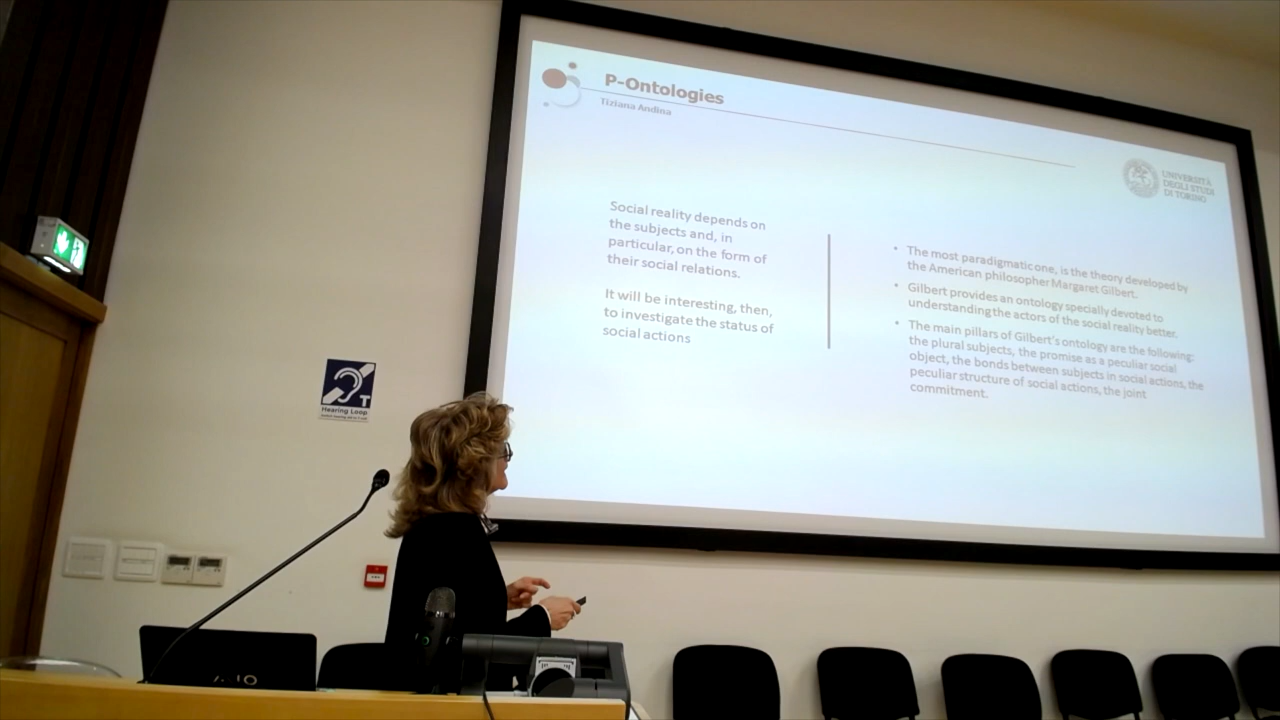 P-Ontologies
Tiziana Andina
UNIVERSITÀ
DEGLI STUDI
DI TORINO
Social reality depends on
the subjects and, in
particular, on the form of
their social relations.
It will be interesting, then,
to investigate the status of
social actions
• The most paradigmatic one, is the theory developed by
the American philosopher Margaret Gilbert.
• Gilbert provides an ontology specially devoted to
understanding the actors of the social reality better.
• The main pillars of Gilbert's ontology are the following:
the plural subjects, the promise as a peculiar social
object, the bonds between subjects in social actions, the
peculiar structure of social actions, the joint
commitment.
T
Hearing Loop